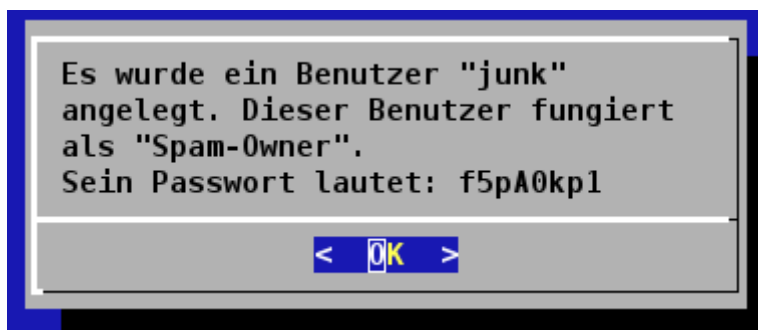 Es wurde ein Benutzer "junk"
angelegt. Dieser Benutzer fungiert
als "Spam-Owner".
Sein Passwort lautet: f5pA0kp1
<  OK  >